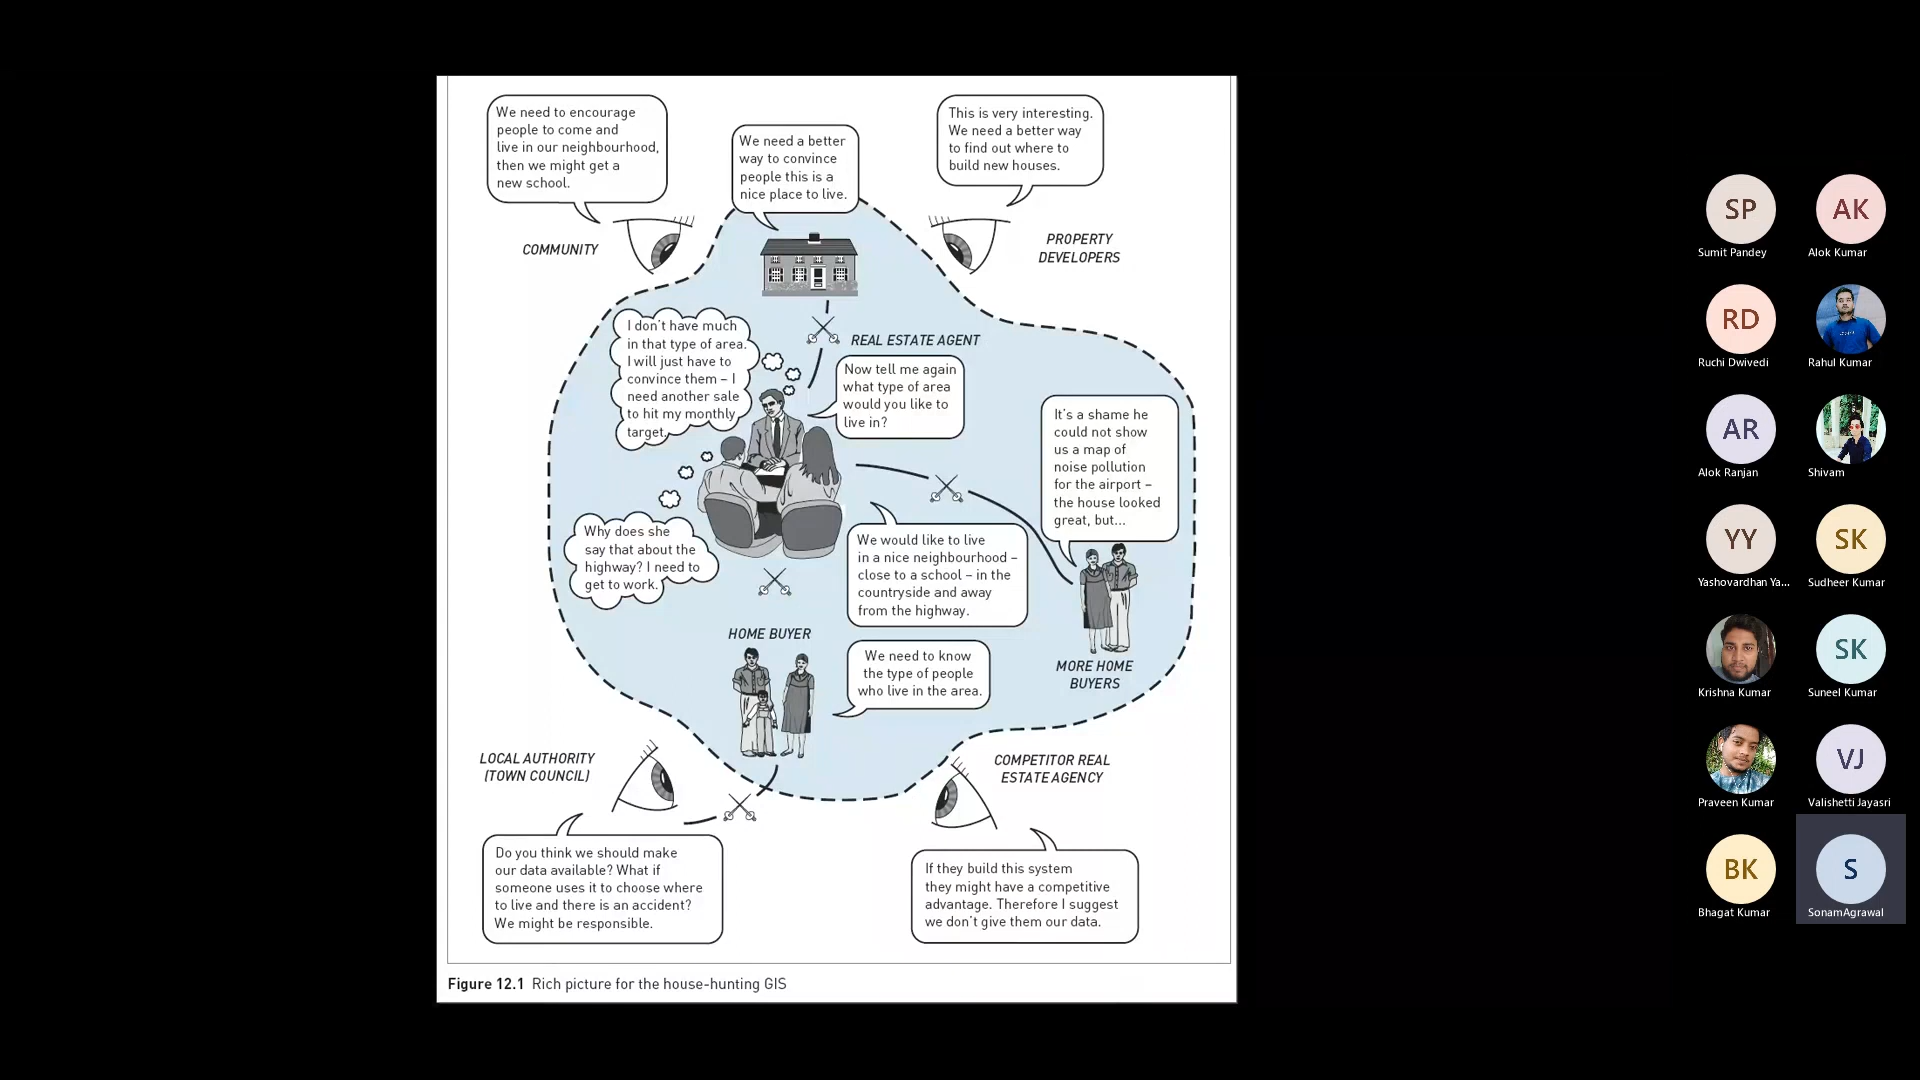 We need to encourage
people to come and
live in our neighbourhood,
then we might get a
new school.
We need a better
way to convince
people this is a
nice place to live.
This is very interesting.
We need a better way
to find out where to
build new houses.
COMMUNITY
PROPERTY
DEVELOPERS
I don't have much
in that type of area.
I will just have to
convince them – I
need another sale
to hit my monthly
target.
REAL ESTATE AGENT
Now tell me again
what type of area
would you like to
live in?
It's a shame he
could not show
us a map of
noise pollution
for the airport –
the house looked
great, but...
Why does she
say that about the
highway? I need to
get to work.
We would like to live
in a nice neighbourhood –
close to a school – in the
countryside and away
from the highway.
HOME BUYER
We need to know
the type of people
who live in the area.
MORE HOME
BUYERS
LOCAL AUTHORITY
(TOWN COUNCIL)
COMPETITOR REAL
ESTATE AGENCY
Do you think we should make
our data available? What if
someone uses it to choose where
to live and there is an accident?
We might be responsible.
If they build this system
they might have a competitive
advantage. Therefore I suggest
we don't give them our data.
Figure 12.1 Rich picture for the house-hunting GIS
SP
Sumit Pandey
AK
Alok Kumar
RD
Ruchi Dwivedi
Rahul Kumar
AR
Alok Ranjan
Shivam
YY
Yashovardhan Ya...
SK
Sudheer Kumar
Krishna Kumar
SK
Suneel Kumar
Praveen Kumar
VJ
Valishetti Jayasri
BK
Bhagat Kumar
S
SonamAgrawal